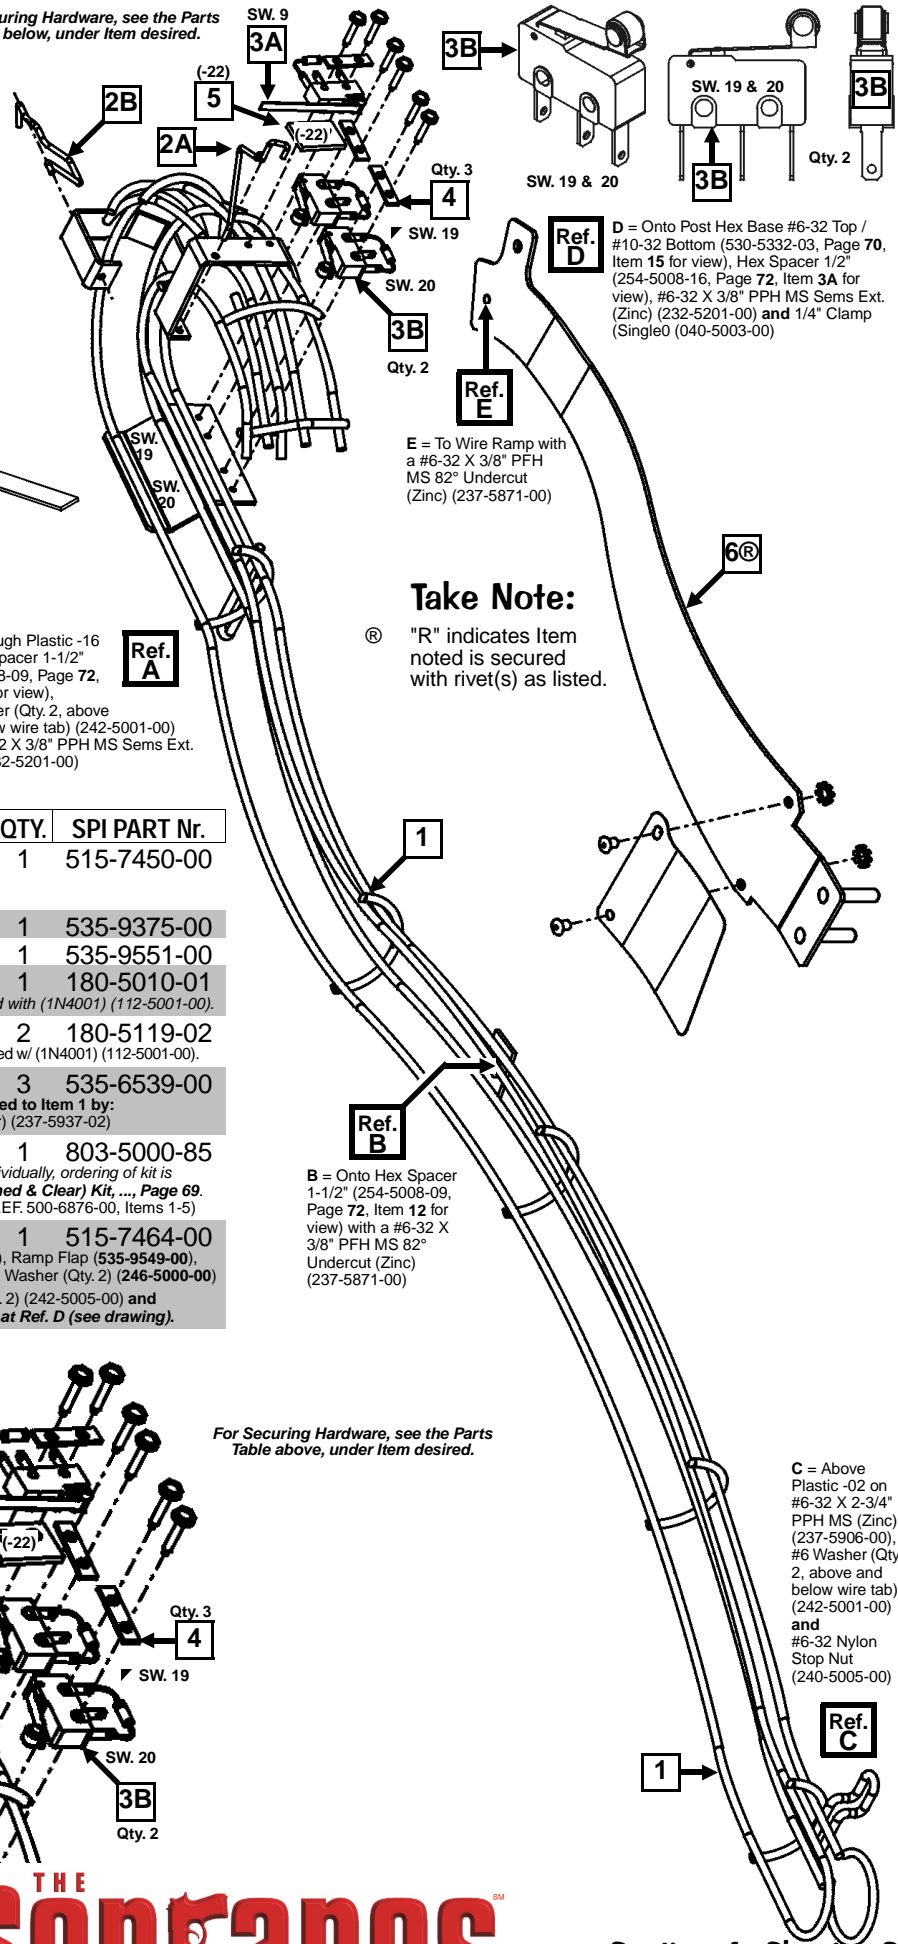 uring Hardware, see the Parts
below, under Item desired.
SW. 9
3A
(-22)
5
(-22)
2B
2A
Qty. 3
4
SW. 19
SW. 20
3B
Qty. 2
3B
SW. 19 & 20
SW. 19 & 20
3B
Qty. 2
3B
Ref.
D
D = Onto Post Hex Base #6-32 Top /
#10-32 Bottom (530-5332-03, Page 70,
Item 15 for view), Hex Spacer 1/2"
(254-5008-16, Page 72, Item 3A for
view), #6-32 X 3/8" PPH MS Sems Ext.
(Zinc) (232-5201-00) and 1/4" Clamp
(Single0 (040-5003-00)
Ref.
E
E = To Wire Ramp with
a #6-32 X 3/8" PFH
MS 82° Undercut
(Zinc) (237-5871-00)
SW.
19
SW.
20
6®
Take Note:
® "R" indicates Item
noted is secured
with rivet(s) as listed.
Ref.
A
ugh Plastic -16
pacer 1-1/2"
8-09, Page 72,
or view),
er (Qty. 2, above
w wire tab) (242-5001-00)
2 X 3/8" PPH MS Sems Ext.
32-5201-00)
QTY. SPI PART Nr.
1 515-7450-00
1 535-9375-00
1 535-9551-00
1 180-5010-01
d with (1N4001) (112-5001-00).
2 180-5119-02
ed w/ (1N4001) (112-5001-00).
3 535-6539-00
ed to Item 1 by:
) (237-5937-02)
1 803-5000-85
ividually, ordering of kit is
ned & Clear) Kit, ..., Page 69.
EF. 500-6876-00, Items 1-5)
1 515-7464-00
), Ramp Flap (535-9549-00),
Washer (Qty. 2) (246-5000-00)
. 2) (242-5005-00) and
at Ref. D (see drawing).
1
Ref.
B
B = Onto Hex Spacer
1-1/2" (254-5008-09,
Page 72, Item 12 for
view) with a #6-32 X
3/8" PFH MS 82°
Undercut (Zinc)
(237-5871-00)
For Securing Hardware, see the Parts
Table above, under Item desired.
(-22)
Qty. 3
4
SW. 19
SW. 20
3B
Qty. 2
C = Above
Plastic -02 on
#6-32 X 2-3/4"
PPH MS (Zinc)
(237-5906-00),
#6 Washer (Qty
2, above and
below wire tab)
(242-5001-00)
and
#6-32 Nylon
Stop Nut
(240-5005-00)
Ref.
C
1
THE
Sopranos
SM